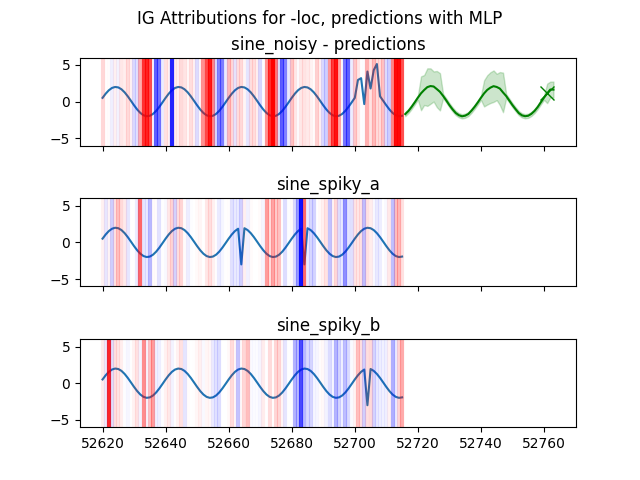 IG Attributions for -loc, predictions with MLP
sine_noisy - predictions
5
0
−5
sine_spiky_a
5
0
−5
sine_spiky_b
5
0
−5
52620 52640 52660 52680 52700 52720 52740 52760